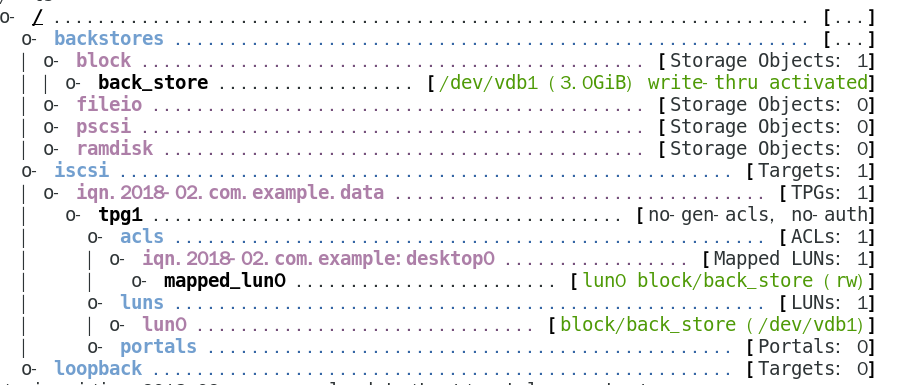 o- / ...................................................................... [...]
o- backstores ........................................................... [...]
| o- block ............................................... [Storage Objects: 1]
| | o- back_store .................. [/dev/vdb1 (3.0GiB) write-thru activated]
| o- fileio .............................................. [Storage Objects: 0]
| o- pscsi ............................................... [Storage Objects: 0]
| o- ramdisk ............................................. [Storage Objects: 0]
o- iscsi ......................................................... [Targets: 1]
| o- iqn.2018-02.com.example.data ................................... [TPGs: 1]
| o- tpg1 ............................................ [no-gen-acls, no-auth]
| o- acls ....................................................... [ACLs: 1]
| | o- iqn.2018-02.com.example:desktop0 ................. [Mapped LUNs: 1]
| | o- mapped_lun0 ........................ [lun0 block/back_store (rw)]
| o- luns ....................................................... [LUNs: 1]
| | o- lun0 ............................... [block/back_store (/dev/vdb1)]
| o- portals ................................................. [Portals: 0]
o- loopback ...................................................... [Targets: 0]